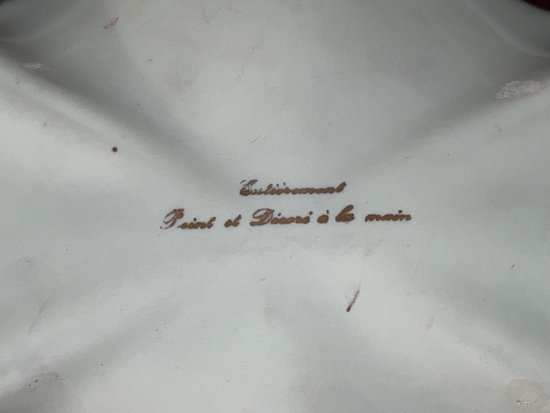 Entièrement
Peint et Décoré à la main